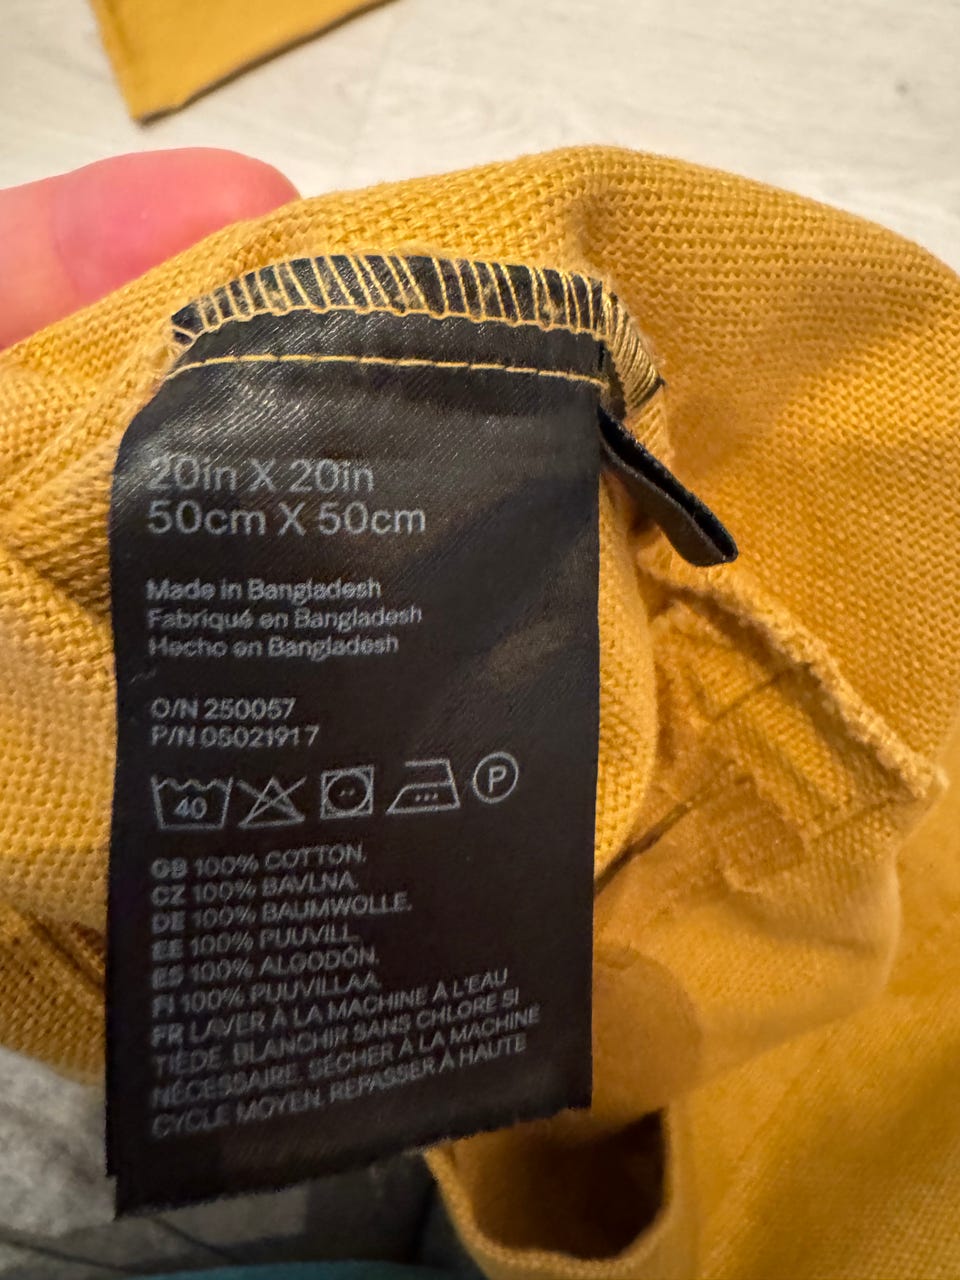 20in X 20in
50cm X 50cm
Made in Bangladesh
Fabriqué en Bangladesh
Hecho en Bangladesh
O/N 250057
P/N 05021917
40 P
GB 100% COTTON.
CZ 100% BAVLNA.
DE 100% BAUMWOLLE.
EE 100% PUUVILL.
ES 100% ALGODÓN.
FI 100% PUUVILLAA.
FR LAVER À LA MACHINE À L'EAU
TIÈDE. BLANCHIR SANS CHLORE SI
NÉCESSAIRE. SÉCHER À LA MACHINE
CYCLE MOYEN. REPASSER À HAUTE